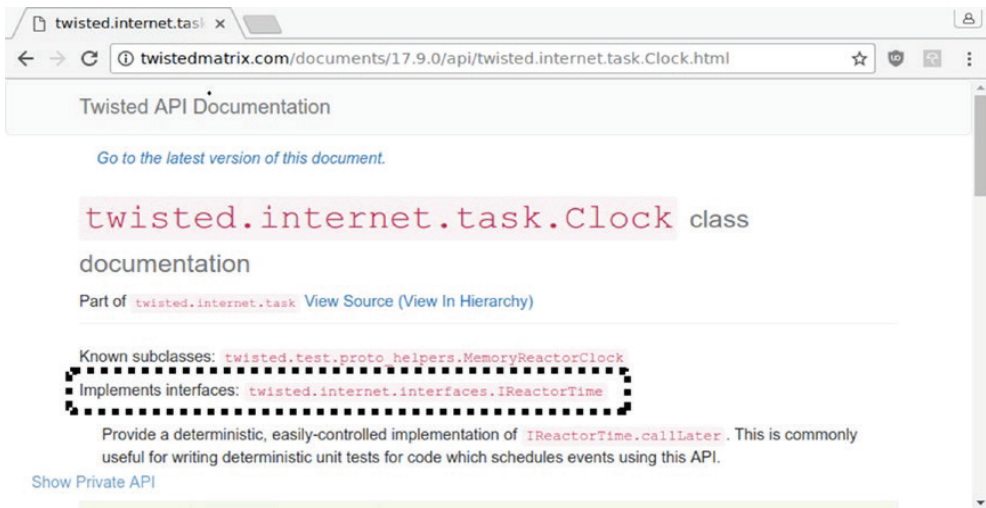 twisted.internet.tas
twistedmatrix.com/documents/17.9.0/api/twisted.internet.task.Clock.html
Twisted API Documentation
Go to the latest version of this document.
twisted.internet.task.Clock class
documentation
Part of twisted.internet.task View Source (View In Hierarchy)
Known subclasses: twisted.test.proto_helpers.MemoryReactorClock
Implements interfaces: twisted.internet.interfaces.IReactorTime
Provide a deterministic, easily-controlled implementation of IReactorTime.callLater. This is commonly
useful for writing deterministic unit tests for code which schedules events using this API.
Show Private API